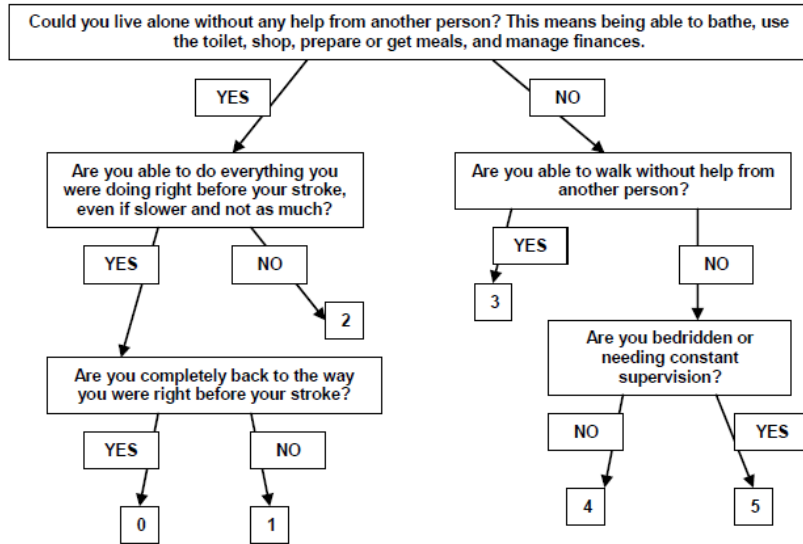 Could you live alone without any help from another person? This means being able to bathe, use
the toilet, shop, prepare or get meals, and manage finances.
YES
NO
Are you able to do everything you
were doing right before your stroke,
even if slower and not as much?
Are you able to walk without help from
another person?
YES
NO
YES
NO
2
3
Are you bedridden or
needing constant
supervision?
Are you completely back to the way
you were right before your stroke?
YES
NO
NO
YES
0
1
4
5